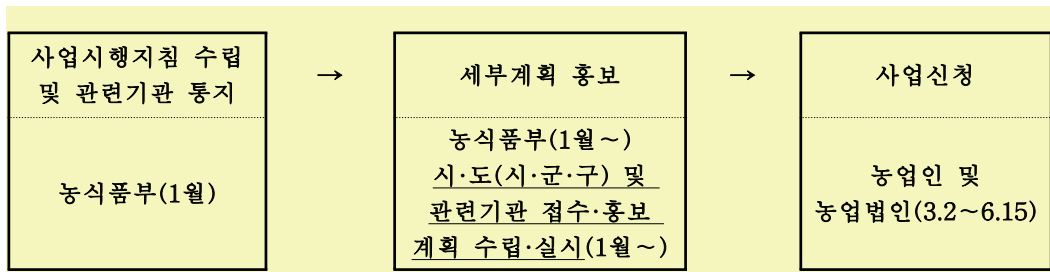 사업시행지침 수립
및 관련기관 통지
농식품부(1월)
→
세부계획 홍보
농식품부(1월～)
시·도(시·군·구) 및
관련기관 접수·홍보
계획 수립·실시(1월～)
→
사업신청
농업인 및
농업법인(3.2～6.15)